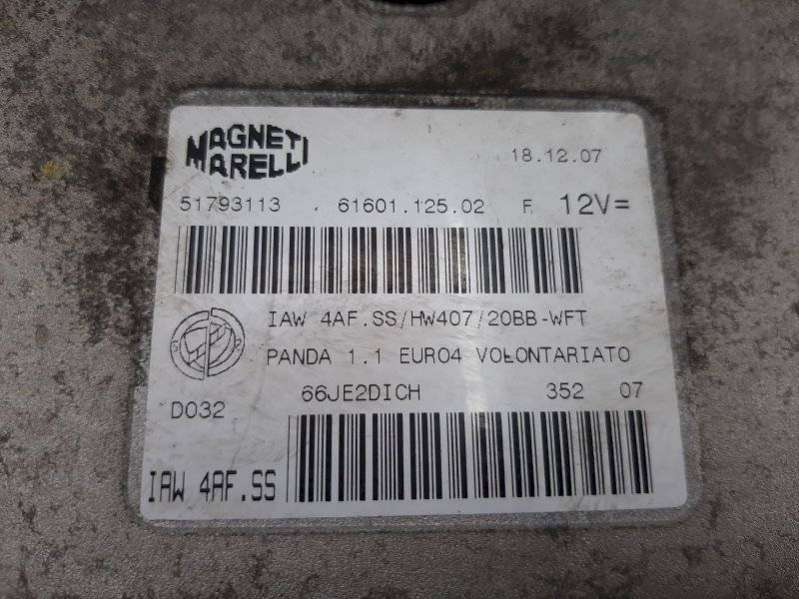 MAGNETI
MARELLI
18.12.07
51793113 61601.125.02 F. 12V=
IAW 4AF.SS/HW407/20BB-WFT
PANDA 1.1 EURO4 VOLONTARIATO
66JE2DICH 352 07
D032
IAW 4AF.SS